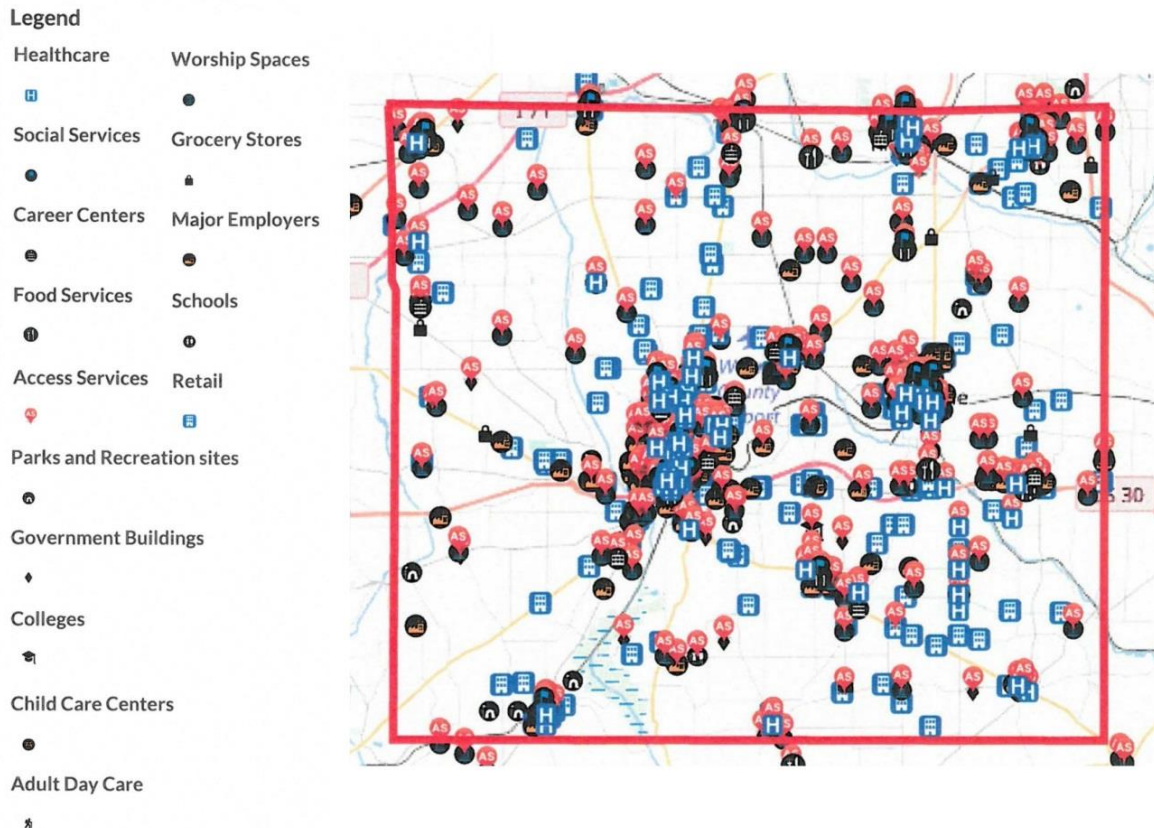 Legend
Healthcare
Worship Spaces
Social Services
Grocery Stores
Career Centers
Major Employers
Food Services
Schools
Access Services
Retail
Parks and Recreation sites
Government Buildings
Colleges
Child Care Centers
Adult Day Care
County
30